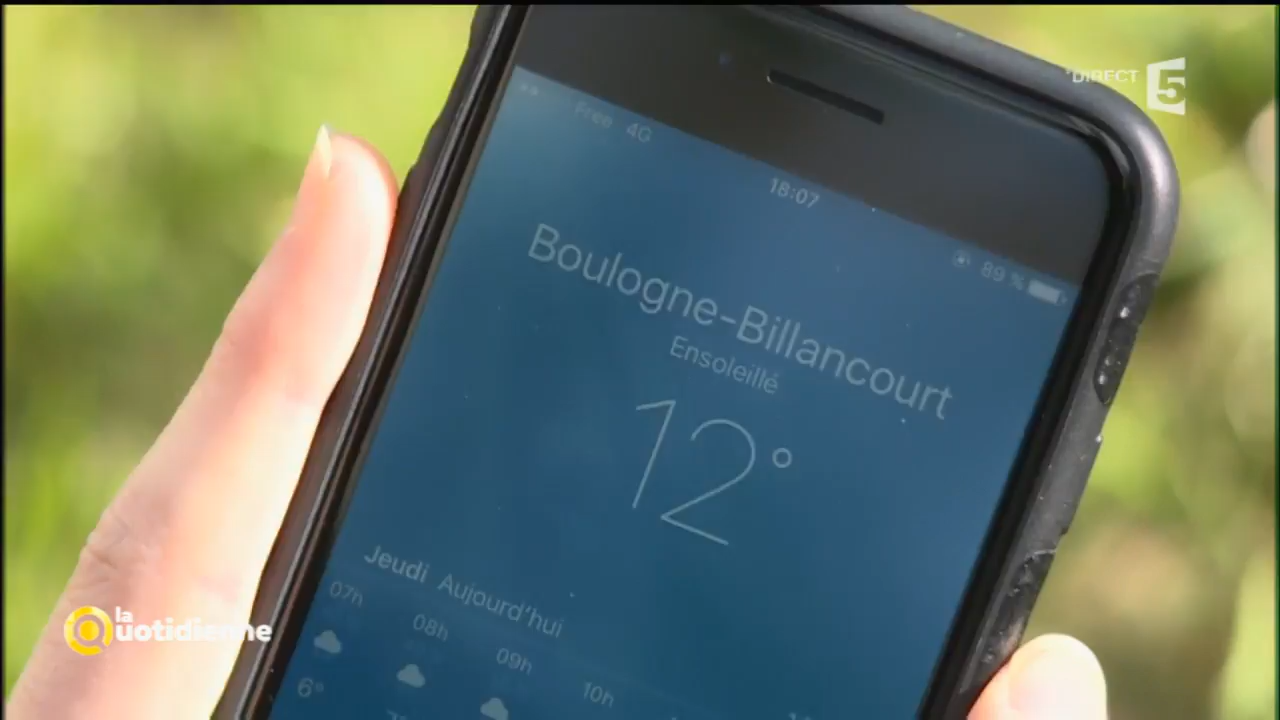 DIRECT 5
Free 4G
18:07
89 %
Boulogne-Billancourt
Ensoleillé
12°
Jeudi Aujourd'hui
07h 08h 09h 10h
6°
la Quotidienne